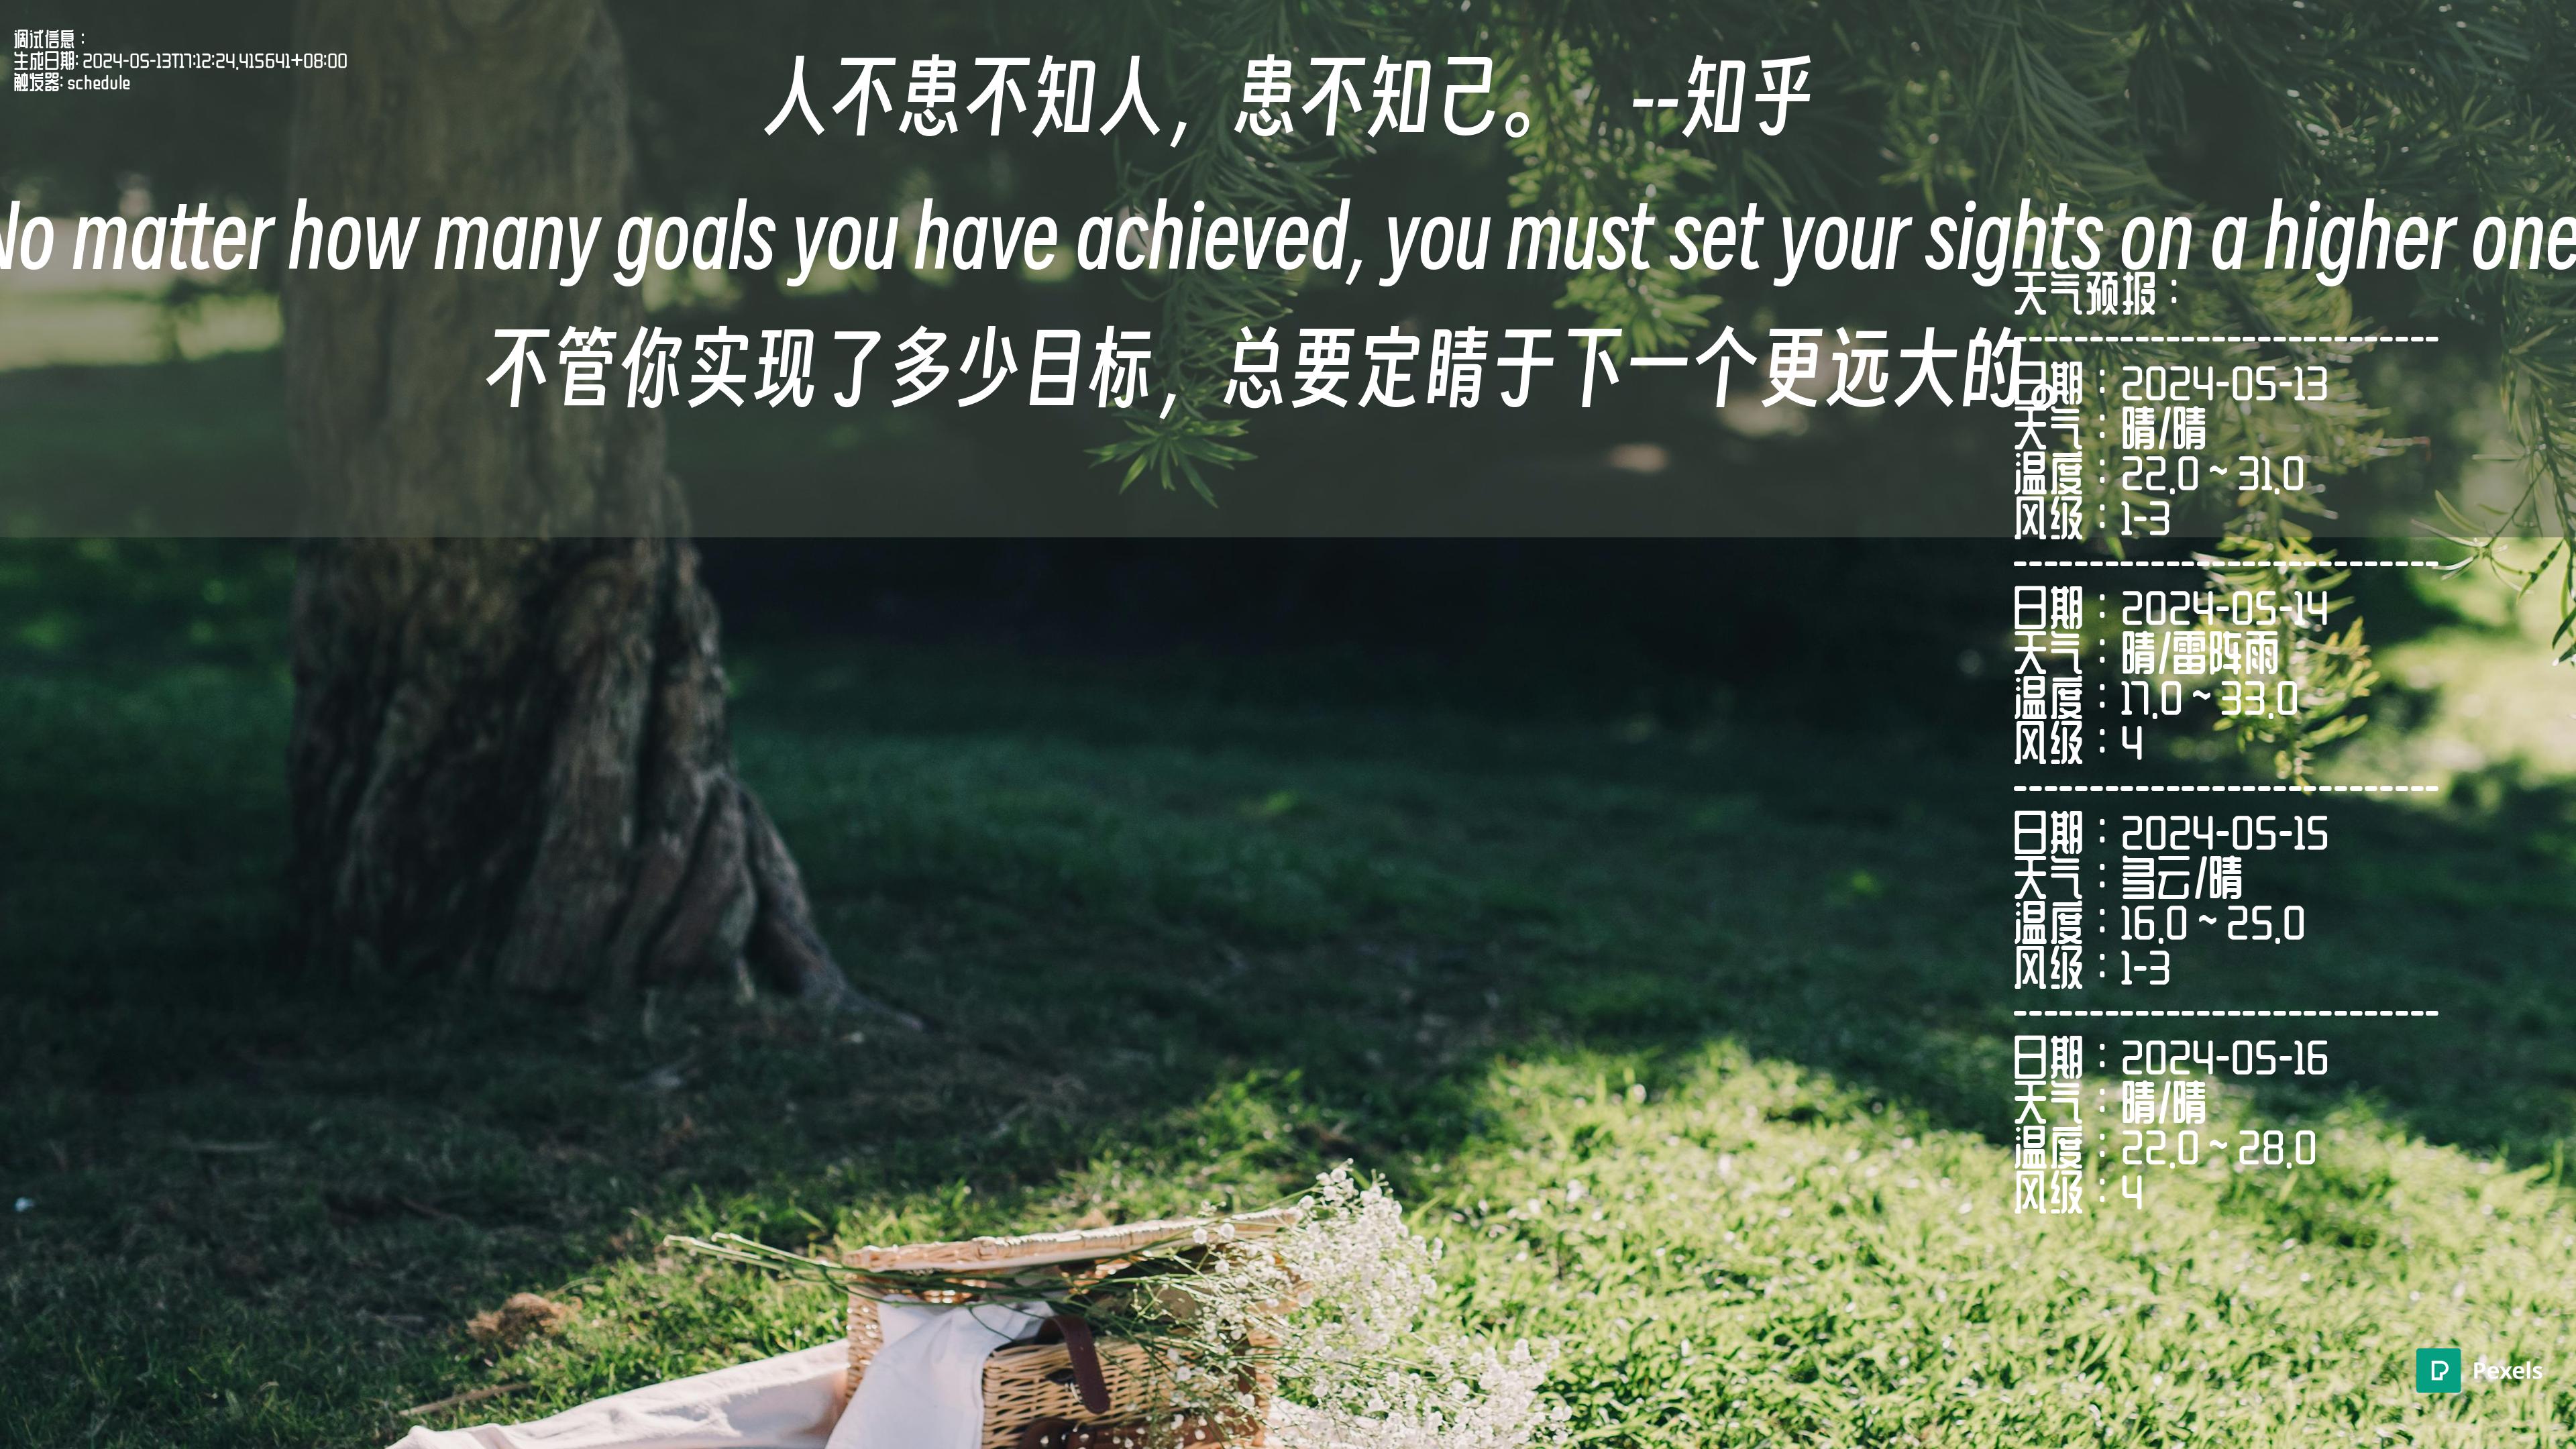 调试信息：
生成日期: 2024-05-13T17:12:24.415641+08:00
触发器: schedule
人不患不知人，患不知己。 --知乎
No matter how many goals you have achieved, you must set your sights on a higher one
不管你实现了多少目标，总要定睛于下一个更远大的。
天气预报：
----------------------------
日期：2024-05-13
天气：晴/晴
温度：22.0 ~ 31.0
风级：1-3
----------------------------
日期：2024-05-14
天气：晴/雷阵雨
温度：17.0 ~ 33.0
风级：4
----------------------------
日期：2024-05-15
天气：多云/晴
温度：16.0 ~ 25.0
风级：1-3
----------------------------
日期：2024-05-16
天气：晴/晴
温度：22.0 ~ 28.0
风级：4
Pexels